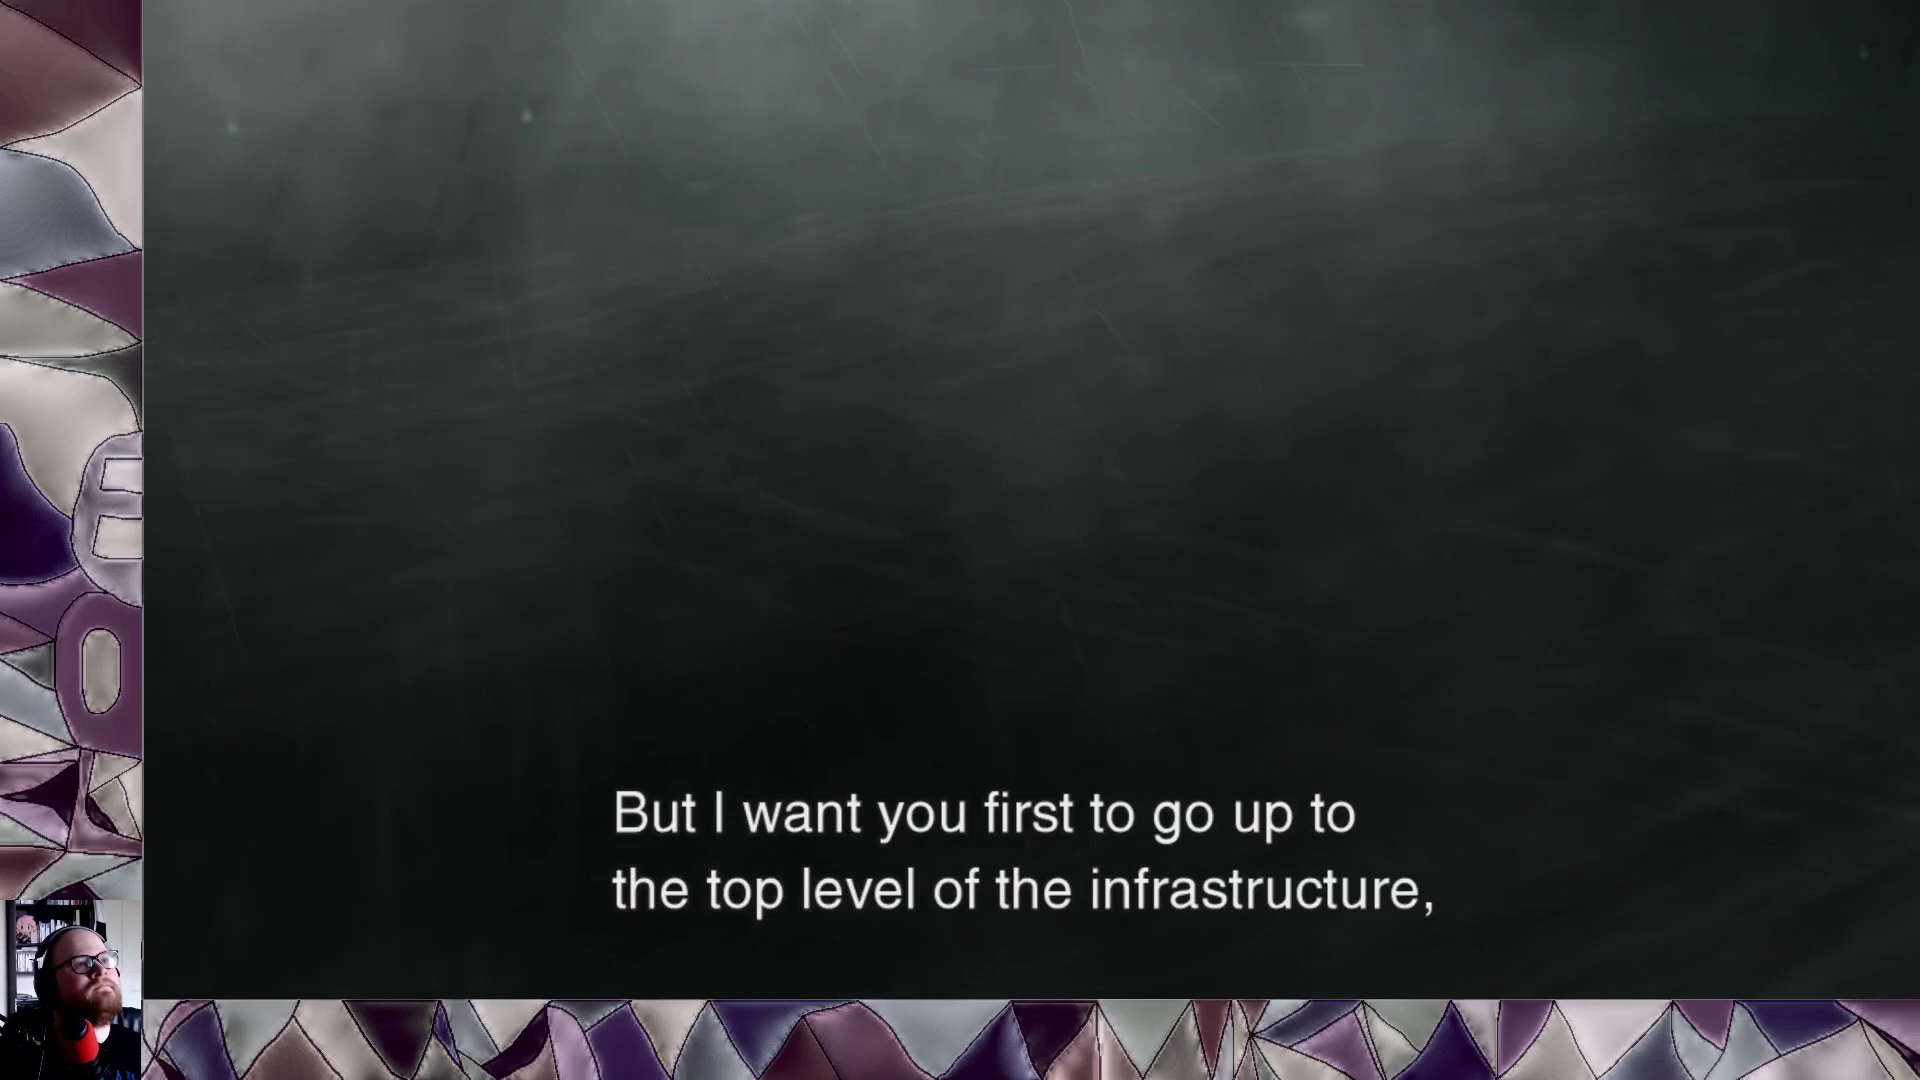 But I want you first to go up to
the top level of the infrastructure,